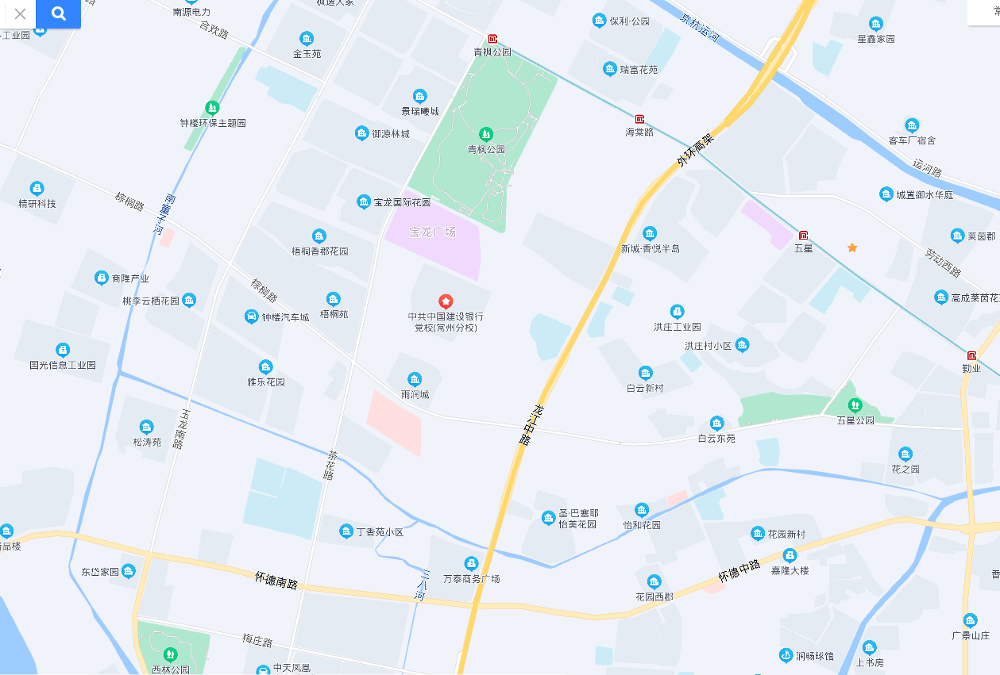 南源电力
枫逸人家
常
合欢路
工业园
金玉苑
青枫公园
保利·公园
京杭运河
星鑫家园
瑞富花苑
景瑞曦城
钟楼环保主题园
御源林城
海棠路
青枫公园
外环高架
客车厂宿舍
运河路
精研科技
棕榈路
南童子河
宝龙国际花园
宝龙广场
城置御水华庭
梧桐香郡花园
新城·香悦半岛
五星
莱茵郡
劳动西路
商隆产业
棕榈路
桃李云栖花园
钟楼汽车城
梧桐苑
中共中国建设银行
党校(常州分校)
高成莱茵花
洪庄工业园
洪庄村小区
国光信息工业园
雅乐花园
雨润城
白云新村
勤业
玉龙南路
松涛苑
龙江中路
五星公园
白云东苑
茶花路
花之园
圣·巴塞耶
怡美花园
怡和花园
丁香苑小区
花园新村
品楼
东岱家园
怀德南路
三八河
万泰商务广场
怀德中路
嘉隆大楼
花园西郡
香
梅庄路
广景山庄
西林公园
中天凤凰
润畅球馆
上书房